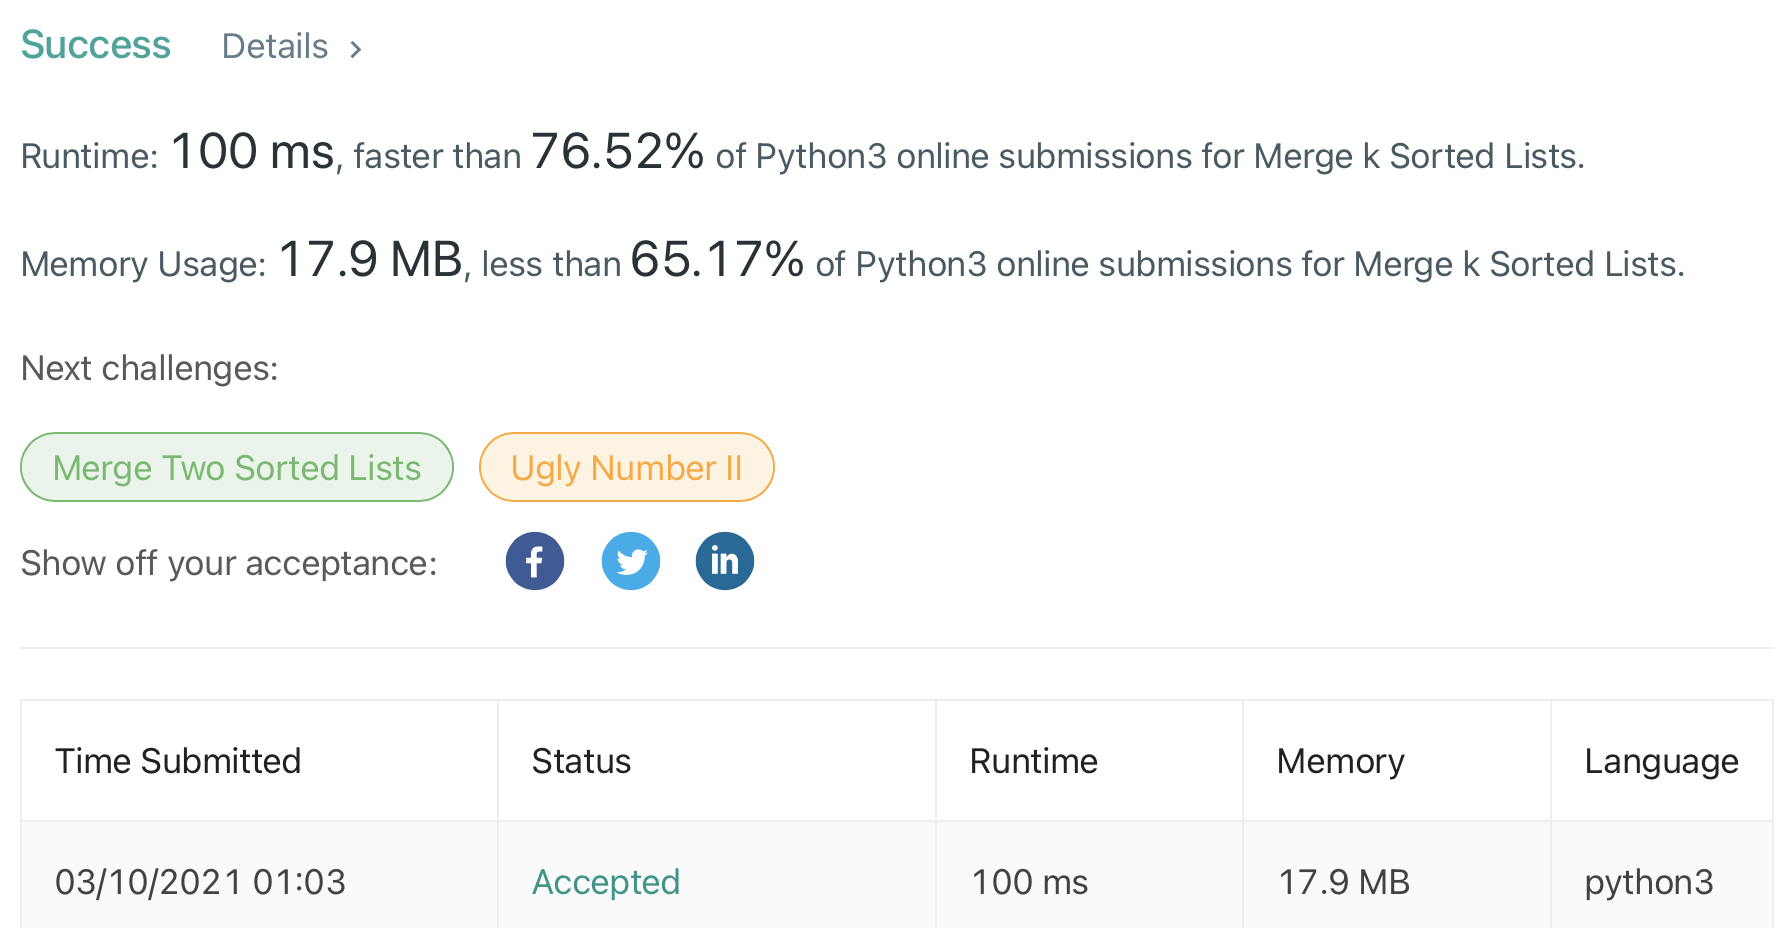 Success Details >
Runtime: 100 ms, faster than 76.52% of Python3 online submissions for Merge k Sorted Lists.
Memory Usage: 17.9 MB, less than 65.17% of Python3 online submissions for Merge k Sorted Lists.
Next challenges:
Merge Two Sorted Lists Ugly Number II
Show off your acceptance: f in
Time Submitted Status Runtime Memory Language
03/10/2021 01:03 Accepted 100 ms 17.9 MB python3